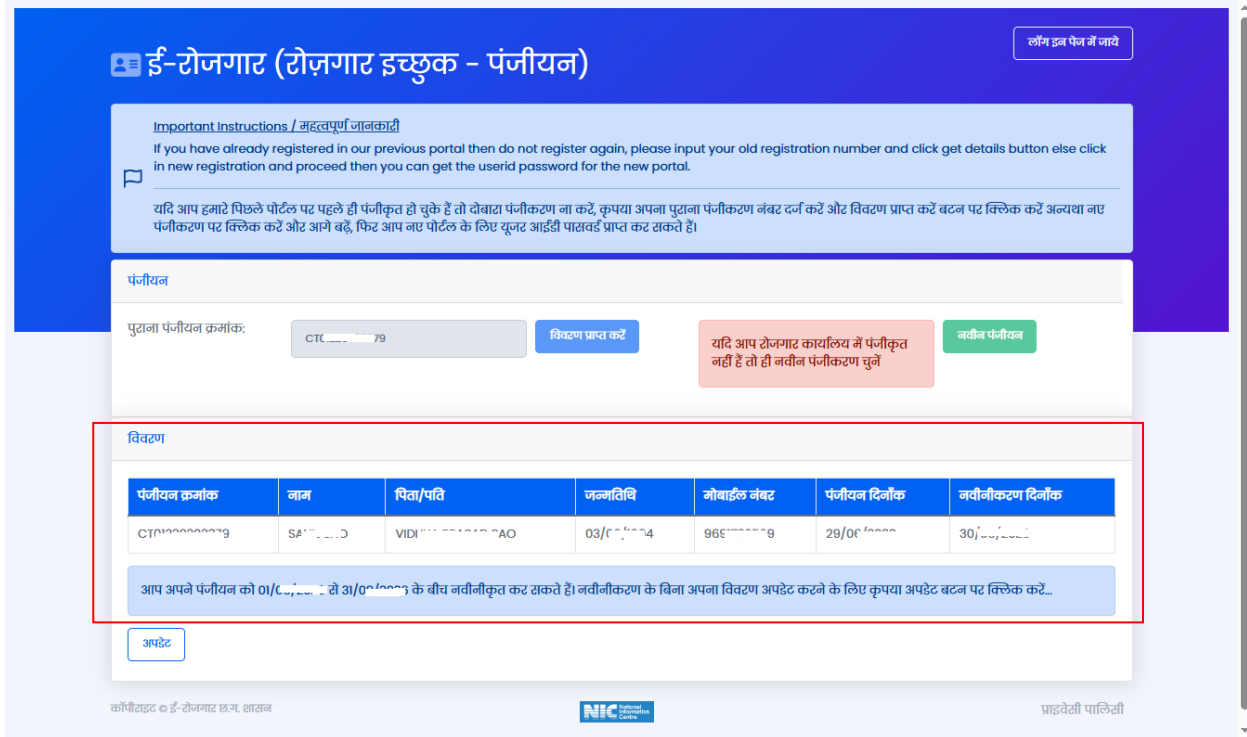 ई-रोजगार (रोज़गार इच्छुक - पंजीयन)
लॉग इन पेज में जाये
Important Instructions / महत्वपूर्ण जानकारी
If you have already registered in our previous portal then do not register again, please input your old registration number and click get details button else click
in new registration and proceed then you can get the userid password for the new portal.
यदि आप हमारे पिछले पोर्टल पर पहले ही पंजीकृत हो चुके हैं तो दोबारा पंजीकरण ना करें, कृपया अपना पुराना पंजीकरण नंबर दर्ज करें और विवरण प्राप्त करें बटन पर क्लिक करें अन्यथा नए
पंजीकरण पर क्लिक करें और आगे बढ़ें, फिर आप नए पोर्टल के लिए यूजर आईडी पासवर्ड प्राप्त कर सकते हैं।
पंजीयन
पुराना पंजीयन क्रमांक:
विवरण प्राप्त करें
यदि आप रोजगार कार्यालय में पंजीकृत
नहीं हैं तो ही नवीन पंजीकरण चुनें
नवीन पंजीयन
विवरण
पंजीयन क्रमांक नाम पिता/पति जन्मतिथि मोबाईल नंबर पंजीयन दिनाँक नवीनीकरण दिनाँक
आप अपने पंजीयन को से के बीच नवीनीकृत कर सकते हैं। नवीनीकरण के बिना अपना विवरण अपडेट करने के लिए कृपया अपडेट बटन पर क्लिक करें...
अपडेट
कॉपीराइट © ई-रोजगार छ.ग. शासन
NIC National Informatics Centre
प्राइवेसी पालिसी